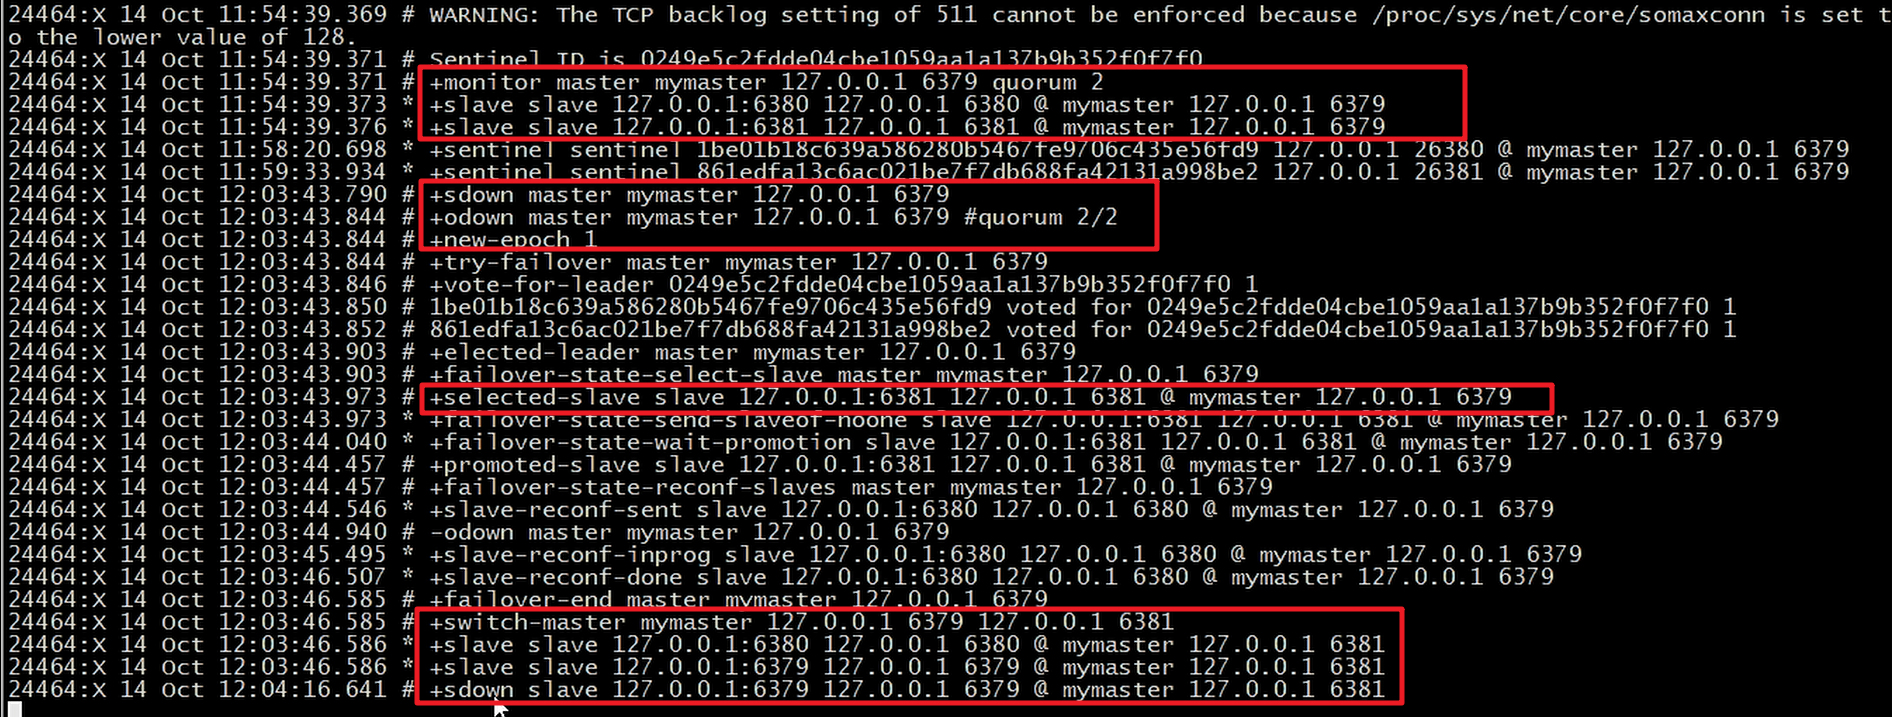 24464:X 14 Oct 11:54:39.369 # WARNING: The TCP backlog setting of 511 cannot be enforced because /proc/sys/net/core/somaxconn is set t
o the lower value of 128.
24464:X 14 Oct 11:54:39.371 # Sentinel ID is 0249e5c2fdde04cbe1059aa1a137b9b352f0f7f0
24464:X 14 Oct 11:54:39.371 # +monitor master mymaster 127.0.0.1 6379 quorum 2
24464:X 14 Oct 11:54:39.373 * +slave slave 127.0.0.1:6380 127.0.0.1 6380 @ mymaster 127.0.0.1 6379
24464:X 14 Oct 11:54:39.376 * +slave slave 127.0.0.1:6381 127.0.0.1 6381 @ mymaster 127.0.0.1 6379
24464:X 14 Oct 11:58:20.698 * +sentinel sentinel 1be01b18c639a586280b5467fe9706c435e56fd9 127.0.0.1 26380 @ mymaster 127.0.0.1 6379
24464:X 14 Oct 11:59:33.934 * +sentinel sentinel 861edfa13c6ac021be7f7db688fa42131a998be2 127.0.0.1 26381 @ mymaster 127.0.0.1 6379
24464:X 14 Oct 12:03:43.790 # +sdown master mymaster 127.0.0.1 6379
24464:X 14 Oct 12:03:43.844 # +odown master mymaster 127.0.0.1 6379 #quorum 2/2
24464:X 14 Oct 12:03:43.844 # +new-epoch 1
24464:X 14 Oct 12:03:43.844 # +try-failover master mymaster 127.0.0.1 6379
24464:X 14 Oct 12:03:43.846 # +vote-for-leader 0249e5c2fdde04cbe1059aa1a137b9b352f0f7f0 1
24464:X 14 Oct 12:03:43.850 # 1be01b18c639a586280b5467fe9706c435e56fd9 voted for 0249e5c2fdde04cbe1059aa1a137b9b352f0f7f0 1
24464:X 14 Oct 12:03:43.852 # 861edfa13c6ac021be7f7db688fa42131a998be2 voted for 0249e5c2fdde04cbe1059aa1a137b9b352f0f7f0 1
24464:X 14 Oct 12:03:43.903 # +elected-leader master mymaster 127.0.0.1 6379
24464:X 14 Oct 12:03:43.903 # +failover-state-select-slave master mymaster 127.0.0.1 6379
24464:X 14 Oct 12:03:43.973 # +selected-slave slave 127.0.0.1:6381 127.0.0.1 6381 @ mymaster 127.0.0.1 6379
24464:X 14 Oct 12:03:43.973 * +failover-state-send-slaveof-noone slave 127.0.0.1:6381 127.0.0.1 6381 @ mymaster 127.0.0.1 6379
24464:X 14 Oct 12:03:44.040 * +failover-state-wait-promotion slave 127.0.0.1:6381 127.0.0.1 6381 @ mymaster 127.0.0.1 6379
24464:X 14 Oct 12:03:44.457 # +promoted-slave slave 127.0.0.1:6381 127.0.0.1 6381 @ mymaster 127.0.0.1 6379
24464:X 14 Oct 12:03:44.457 # +failover-state-reconf-slaves master mymaster 127.0.0.1 6379
24464:X 14 Oct 12:03:44.546 * +slave-reconf-sent slave 127.0.0.1:6380 127.0.0.1 6380 @ mymaster 127.0.0.1 6379
24464:X 14 Oct 12:03:44.940 # -odown master mymaster 127.0.0.1 6379
24464:X 14 Oct 12:03:45.495 * +slave-reconf-inprog slave 127.0.0.1:6380 127.0.0.1 6380 @ mymaster 127.0.0.1 6379
24464:X 14 Oct 12:03:46.507 * +slave-reconf-done slave 127.0.0.1:6380 127.0.0.1 6380 @ mymaster 127.0.0.1 6379
24464:X 14 Oct 12:03:46.585 # +failover-end master mymaster 127.0.0.1 6379
24464:X 14 Oct 12:03:46.585 # +switch-master mymaster 127.0.0.1 6379 127.0.0.1 6381
24464:X 14 Oct 12:03:46.586 * +slave slave 127.0.0.1:6380 127.0.0.1 6380 @ mymaster 127.0.0.1 6381
24464:X 14 Oct 12:03:46.586 * +slave slave 127.0.0.1:6379 127.0.0.1 6379 @ mymaster 127.0.0.1 6381
24464:X 14 Oct 12:04:16.641 # +sdown slave 127.0.0.1:6379 127.0.0.1 6379 @ mymaster 127.0.0.1 6381